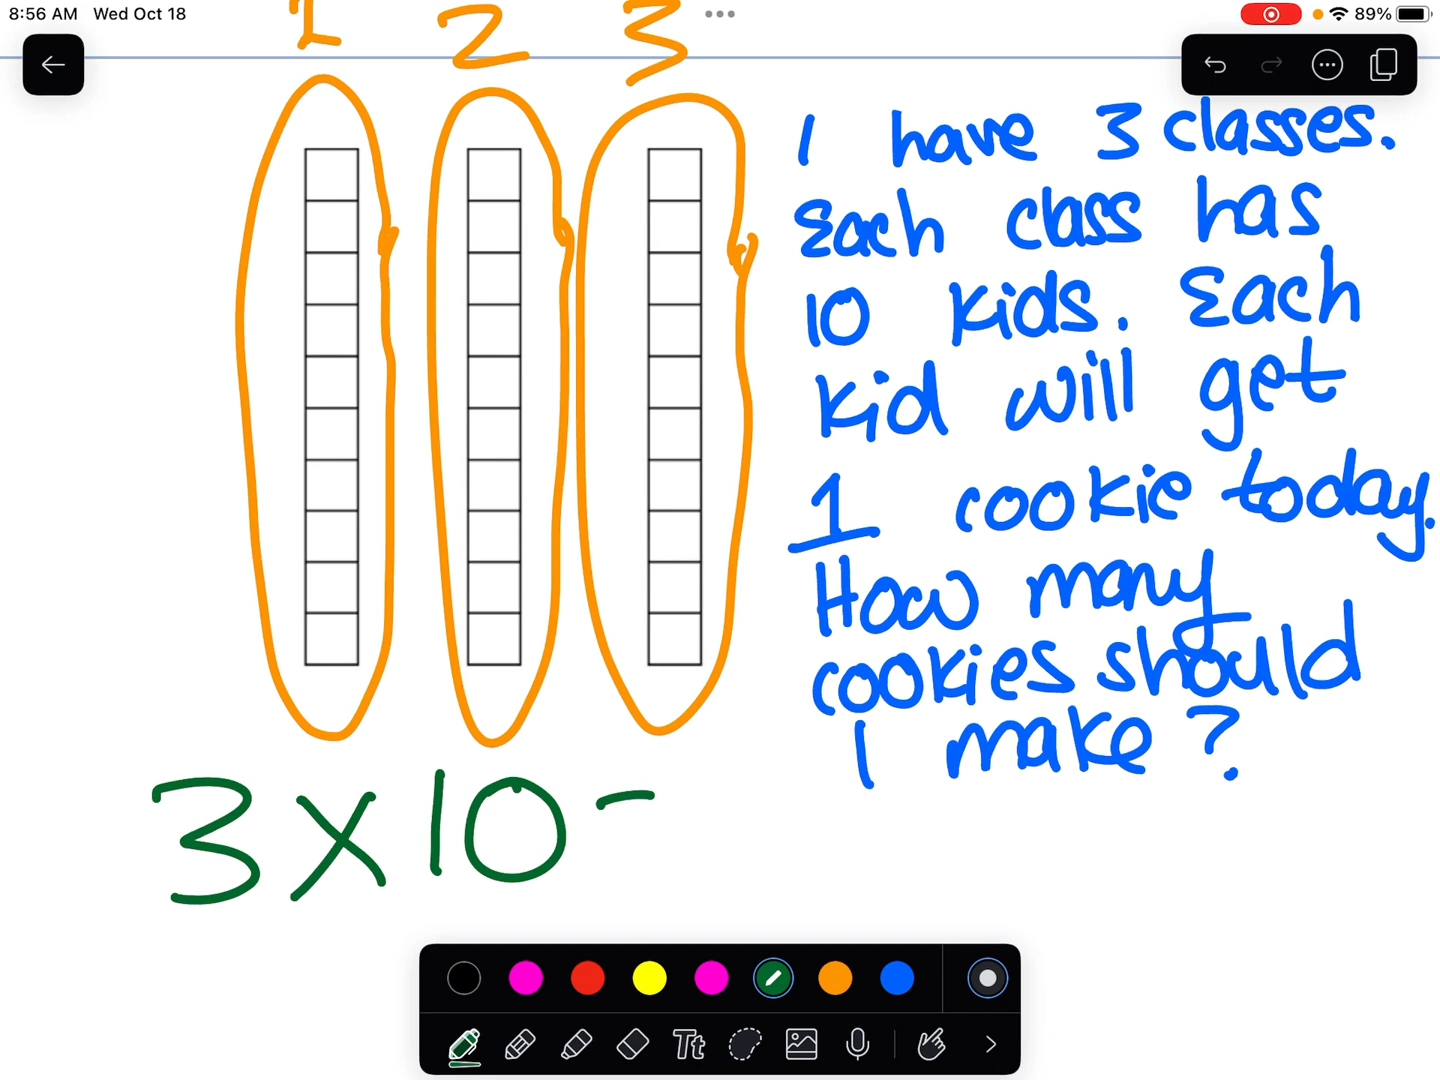 8:56 AM Wed Oct 18
89%
1 2 3
I have 3 classes.
Each class has
10 kids. Each
kid will get
1 cookie today.
How many
cookies should
I make?
3 x 10 -
Tt